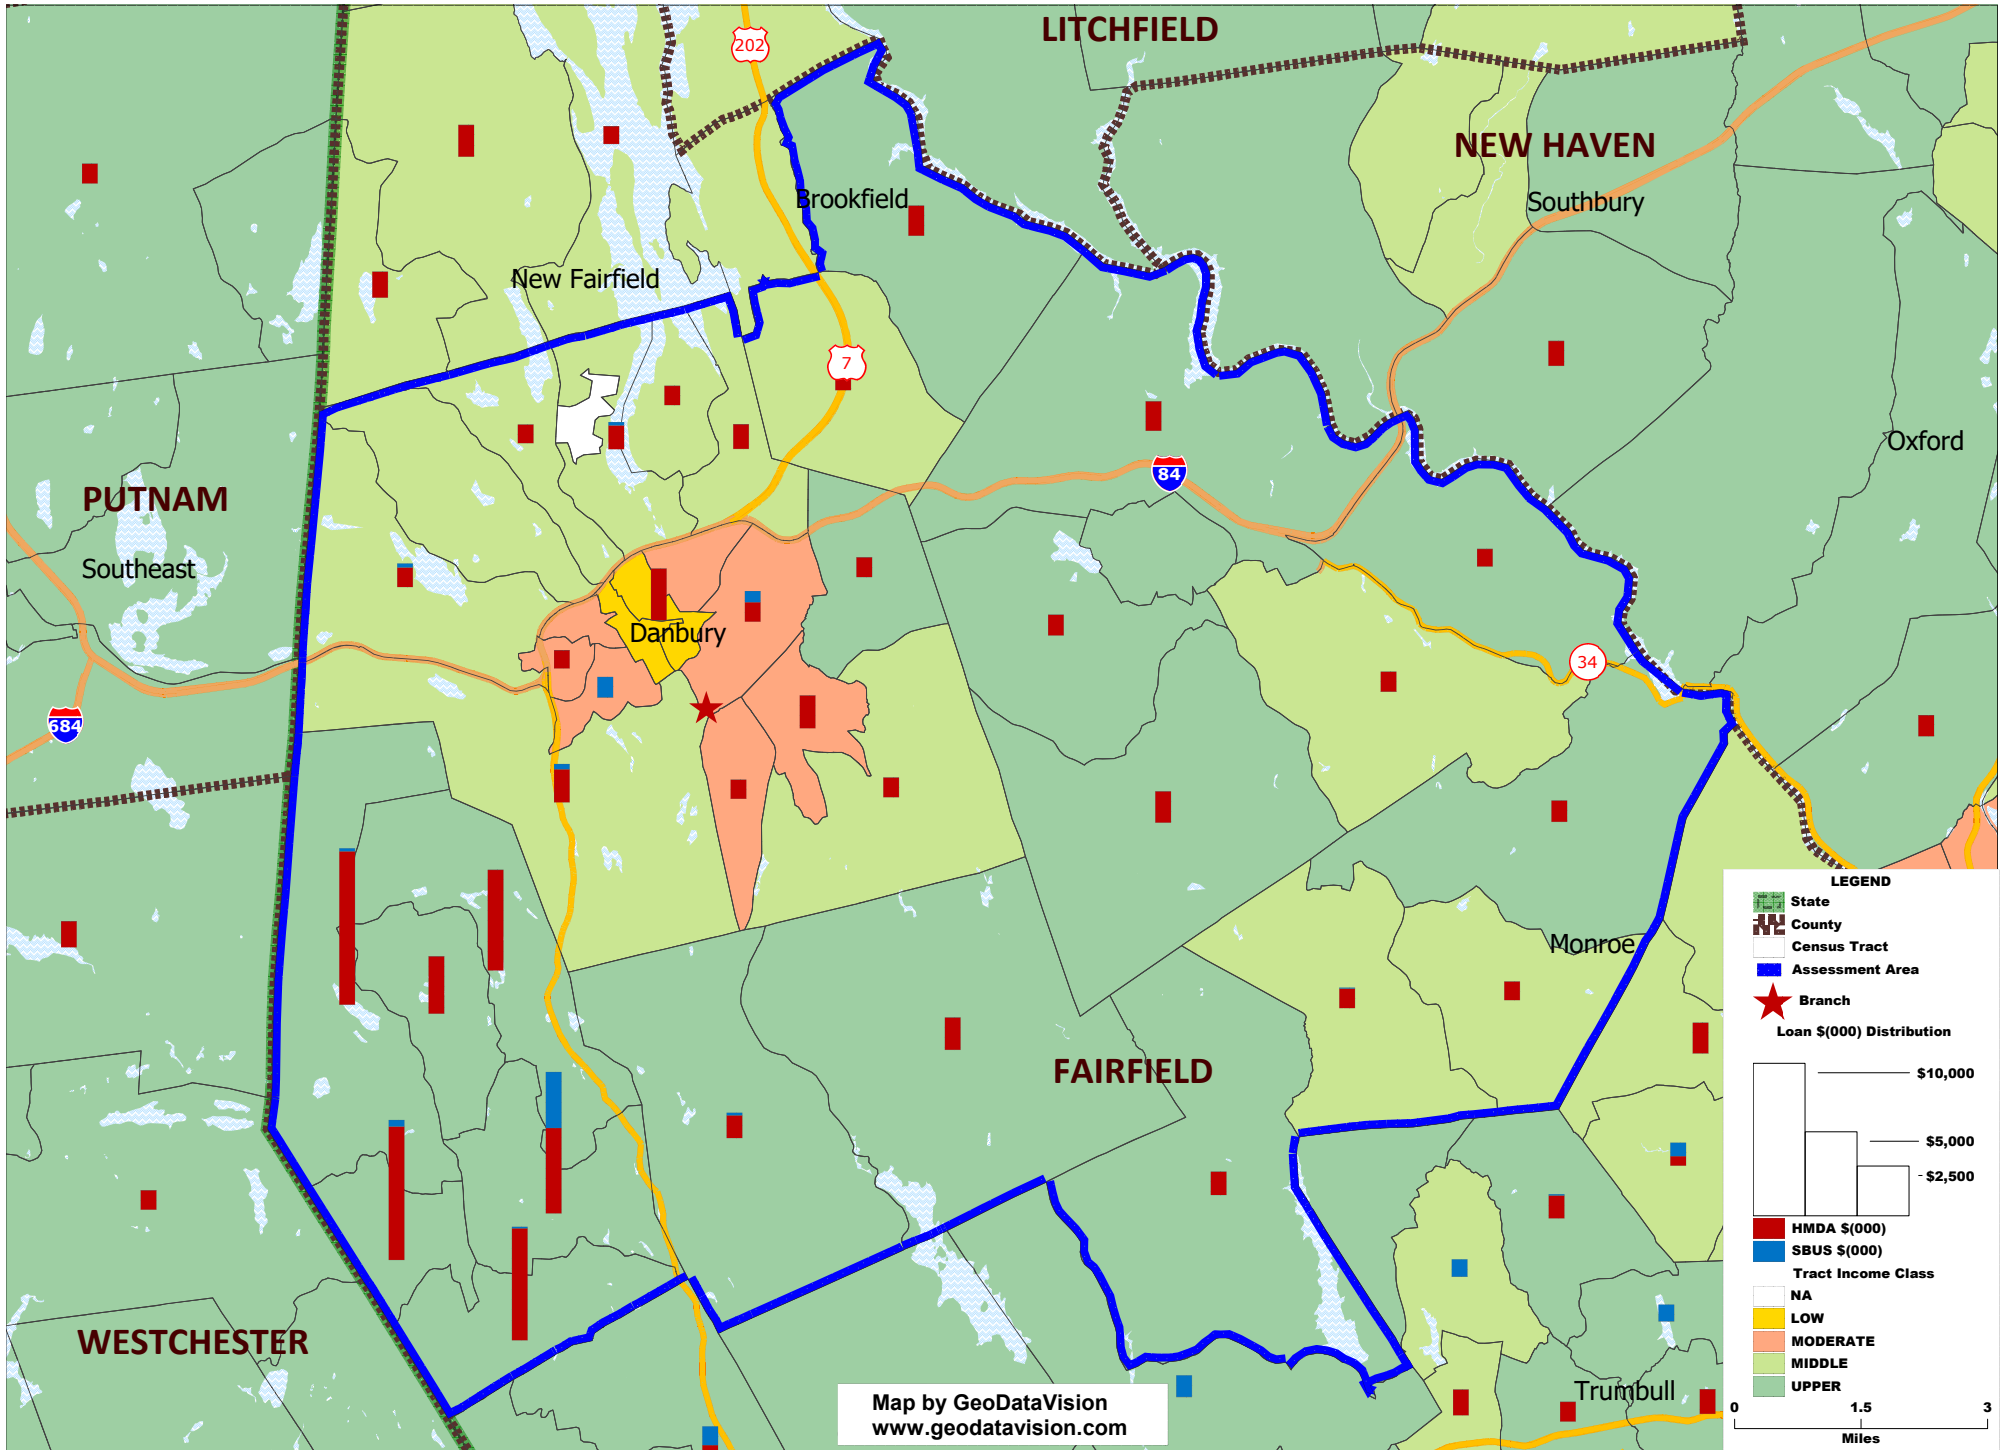 LITCHFIELD
202
NEW HAVEN
Brookfield
Southbury
New Fairfield
7
Oxford
84
PUTNAM
Southeast
Danbury
34
684
Monroe
FAIRFIELD
WESTCHESTER
Trumbull
Map by GeoDataVision
www.geodatavision.com
LEGEND
State
County
Census Tract
Assessment Area
Branch
Loan $(000) Distribution
$10,000
$5,000
$2,500
HMDA $(000)
SBUS $(000)
Tract Income Class
NA
LOW
MODERATE
MIDDLE
UPPER
0 1.5 3
Miles